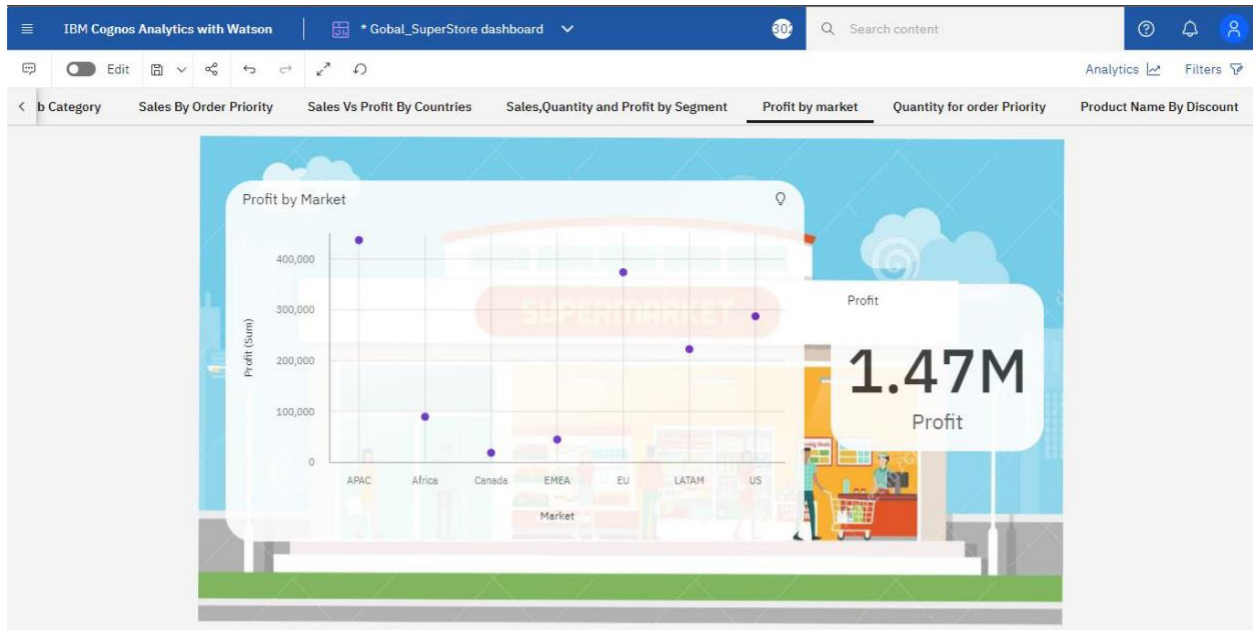 IBM Cognos Analytics with Watson
* Gobal_SuperStore dashboard
302
Search content
Edit
Analytics
Filters
b Category
Sales By Order Priority
Sales Vs Profit By Countries
Sales,Quantity and Profit by Segment
Profit by market
Quantity for order Priority
Product Name By Discount
Profit by Market
400,000
300,000
200,000
100,000
0
Profit (Sum)
APAC Africa Canada EMEA EU LATAM US
Market
SUPERMARKET
Profit
1.47M
Profit